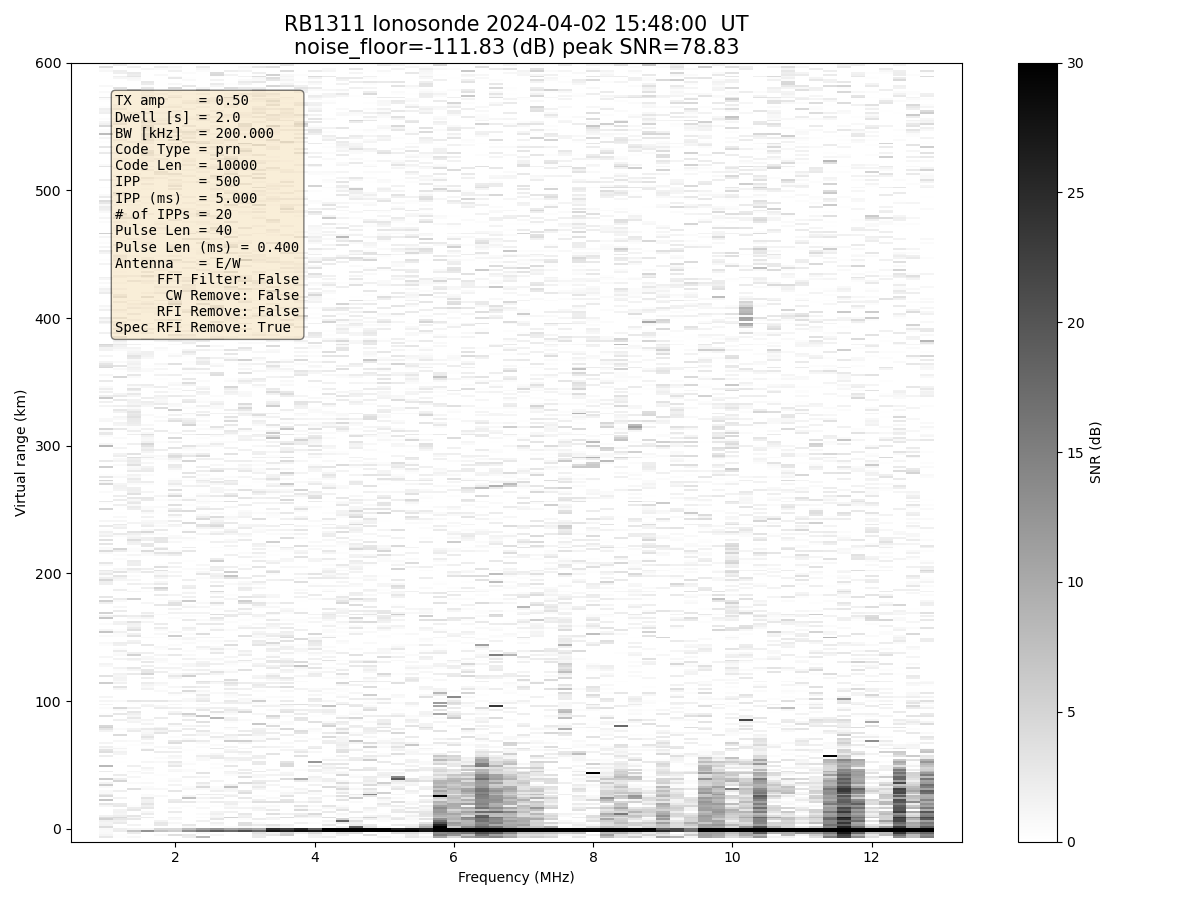 RB1311 Ionosonde 2024-04-02 15:48:00  UT
noise_floor=-111.83 (dB) peak SNR=78.83
TX amp    = 0.50
Dwell [s] = 2.0
BW [kHz]  = 200.000
Code Type = prn
Code Len  = 10000
IPP       = 500
IPP (ms)  = 5.000
# of IPPs = 20
Pulse Len = 40
Pulse Len (ms) = 0.400
Antenna   = E/W
FFT Filter: False
CW Remove: False
RFI Remove: False
Spec RFI Remove: True
Virtual range (km)
600
500
400
300
200
100
0
2
4
6
8
10
12
Frequency (MHz)
30
25
20
15
10
5
0
SNR (dB)